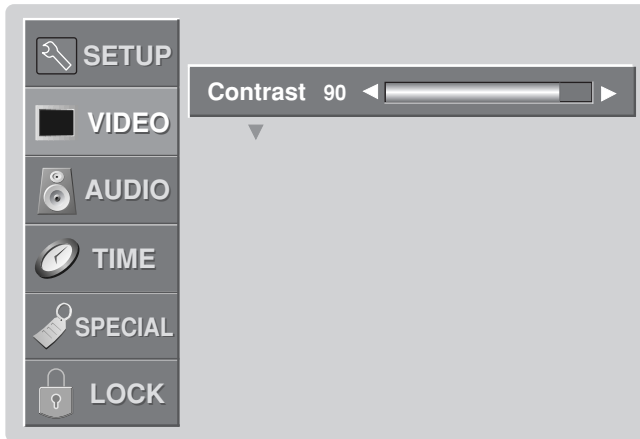 SETUP
Contrast 90
VIDEO
AUDIO
TIME
SPECIAL
LOCK